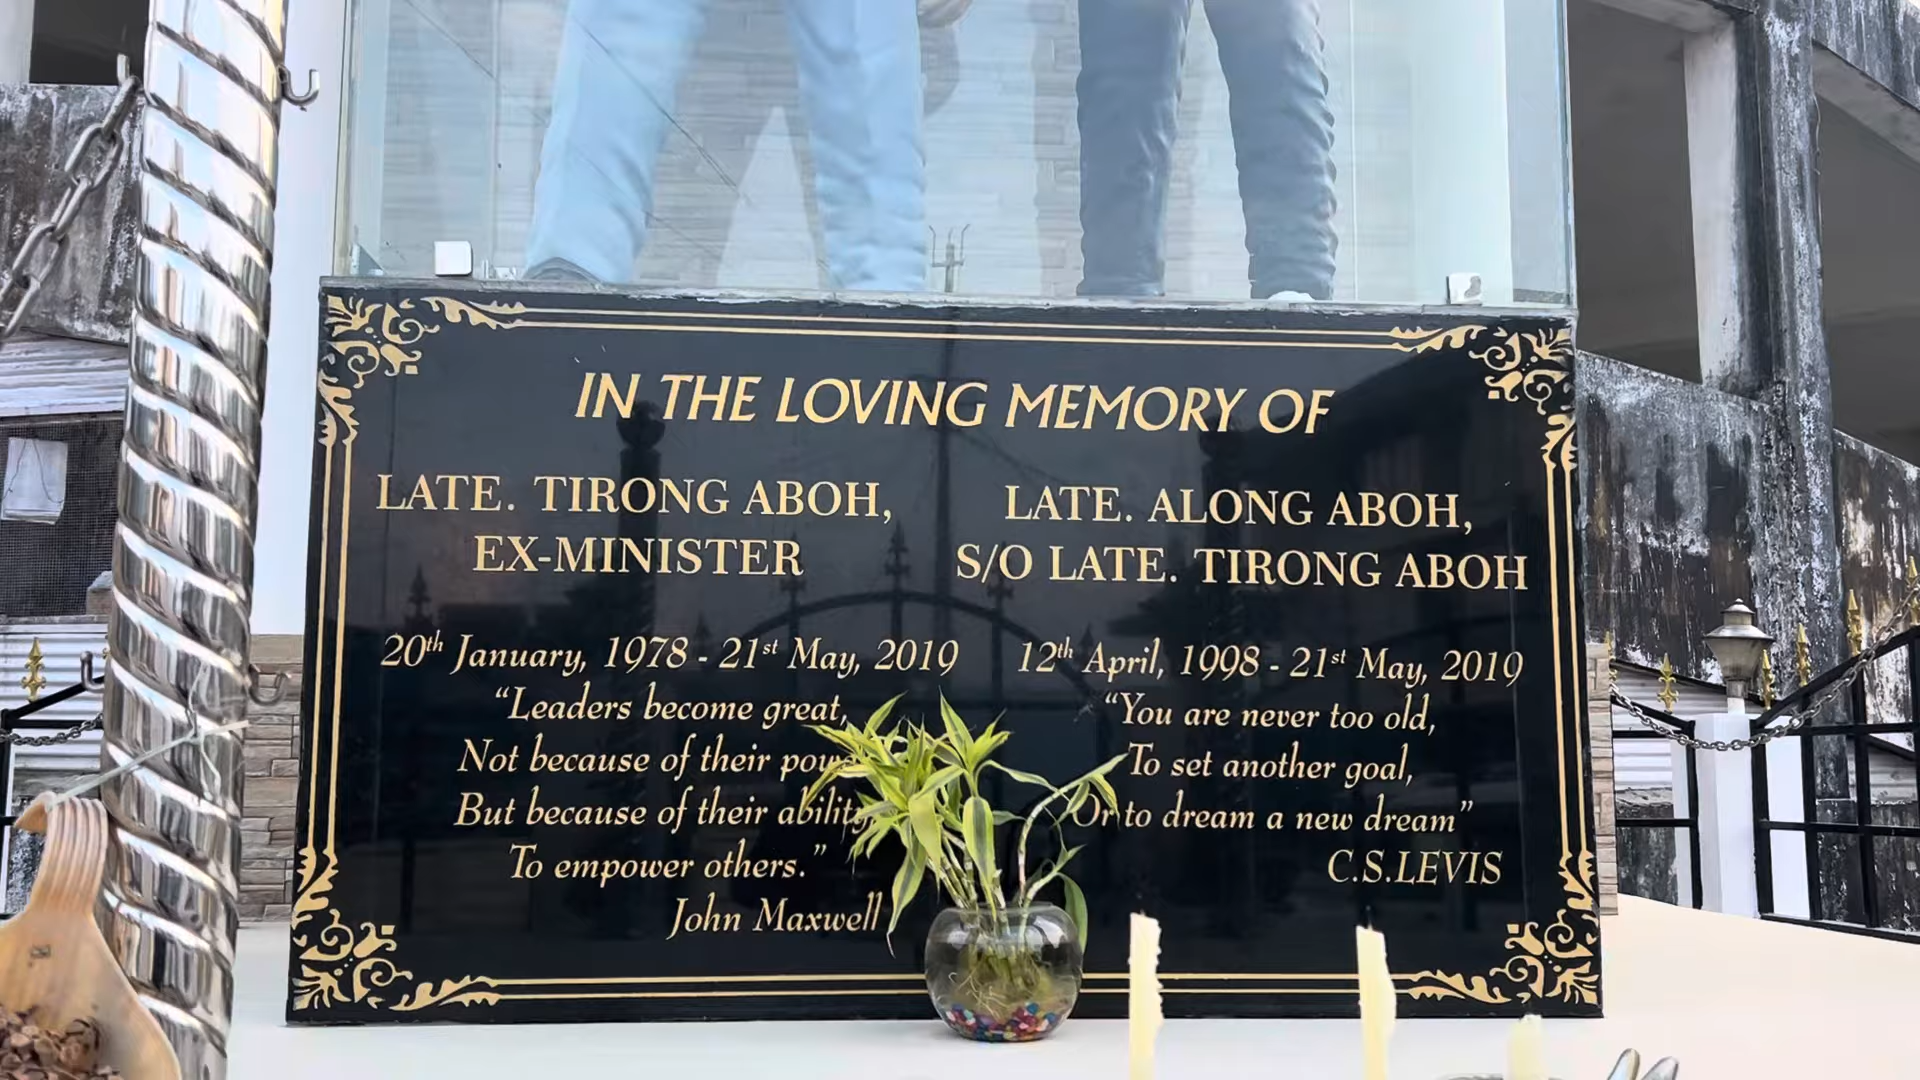 IN THE LOVING MEMORY OF
LATE. TIRONG ABOH,
EX-MINISTER
20th January, 1978 - 21st May, 2019
"Leaders become great,
Not because of their
But because of their ability
To empower others."
John Maxwell
LATE. ALONG ABOH,
S/O LATE. TIRONG ABOH
12th April, 1998 - 21st May, 2019
"You are never too old,
To set another goal,
Or to dream a new dream"
C.S.LEVIS